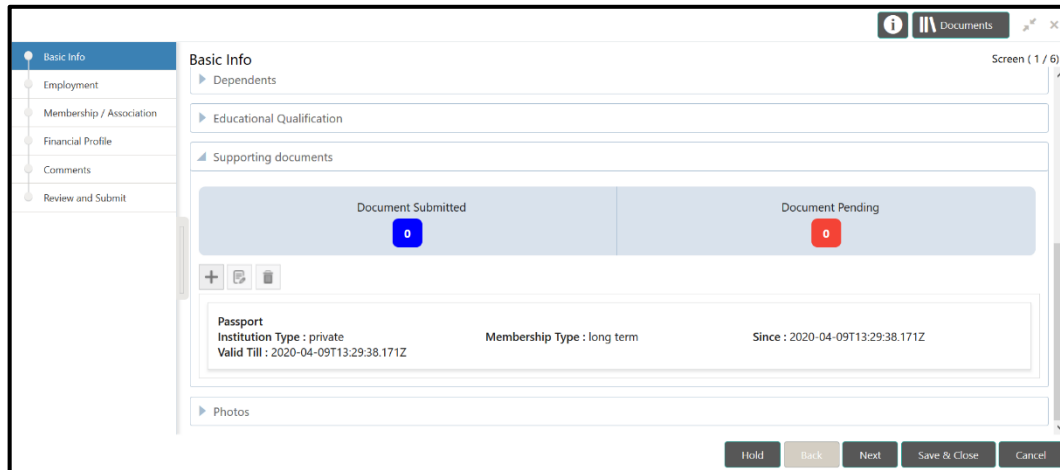 Documents
Basic Info
Employment
Membership / Association
Financial Profile
Comments
Review and Submit
Basic Info
Screen ( 1 / 6)
Dependents
Educational Qualification
Supporting documents
Document Submitted
0
Document Pending
0
Passport
Institution Type : private
Membership Type : long term
Since : 2020-04-09T13:29:38.171Z
Valid Till : 2020-04-09T13:29:38.171Z
Photos
Hold
Back
Next
Save & Close
Cancel